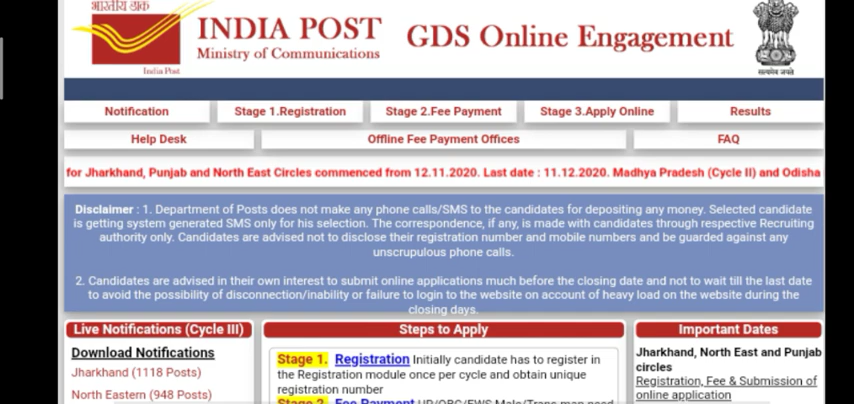 भारतीय डाक
INDIA POST
Ministry of Communications
India Post
GDS Online Engagement
सत्यमेव जयते
Notification
Stage 1.Registration
Stage 2.Fee Payment
Stage 3.Apply Online
Results
Help Desk
Offline Fee Payment Offices
FAQ
for Jharkhand, Punjab and North East Circles commenced from 12.11.2020. Last date : 11.12.2020. Madhya Pradesh (Cycle II) and Odisha
Disclaimer : 1. Department of Posts does not make any phone calls/SMS to the candidates for depositing any money. Selected candidate
is getting system generated SMS only for his selection. The correspondence, if any, is made with candidates through respective Recruiting
authority only. Candidates are advised not to disclose their registration number and mobile numbers and be guarded against any
unscrupulous phone calls.
2. Candidates are advised in their own interest to submit online applications much before the closing date and not to wait till the last date
to avoid the possibility of disconnection/inability or failure to login to the website on account of heavy load on the website during the
closing days.
Live Notifications (Cycle III)
Download Notifications
Jharkhand (1118 Posts)
North Eastern (948 Posts)
Steps to Apply
Stage 1. Registration Initially candidate has to register in
the Registration module once per cycle and obtain unique
registration number
Stage 2. Fee Payment UR/OBC/EWS Male/Trans man need
Important Dates
Jharkhand, North East and Punjab
circles
Registration, Fee & Submission of
online application